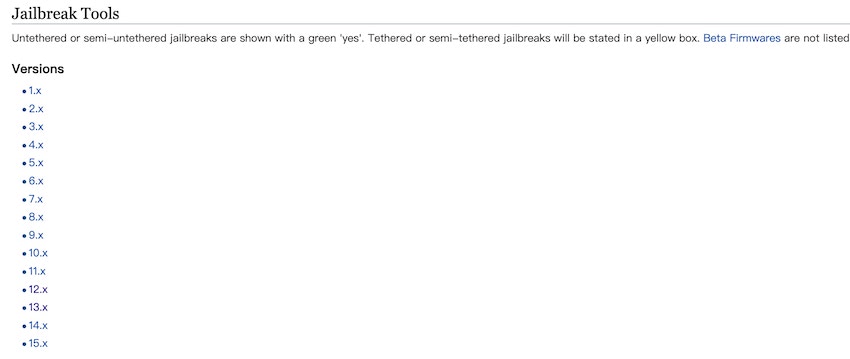 Jailbreak Tools
Untethered or semi-untethered jailbreaks are shown with a green 'yes'. Tethered or semi-tethered jailbreaks will be stated in a yellow box. Beta Firmwares are not listed
Versions
• 1.x
• 2.x
• 3.x
• 4.x
• 5.x
• 6.x
• 7.x
• 8.x
• 9.x
• 10.x
• 11.x
• 12.x
• 13.x
• 14.x
• 15.x